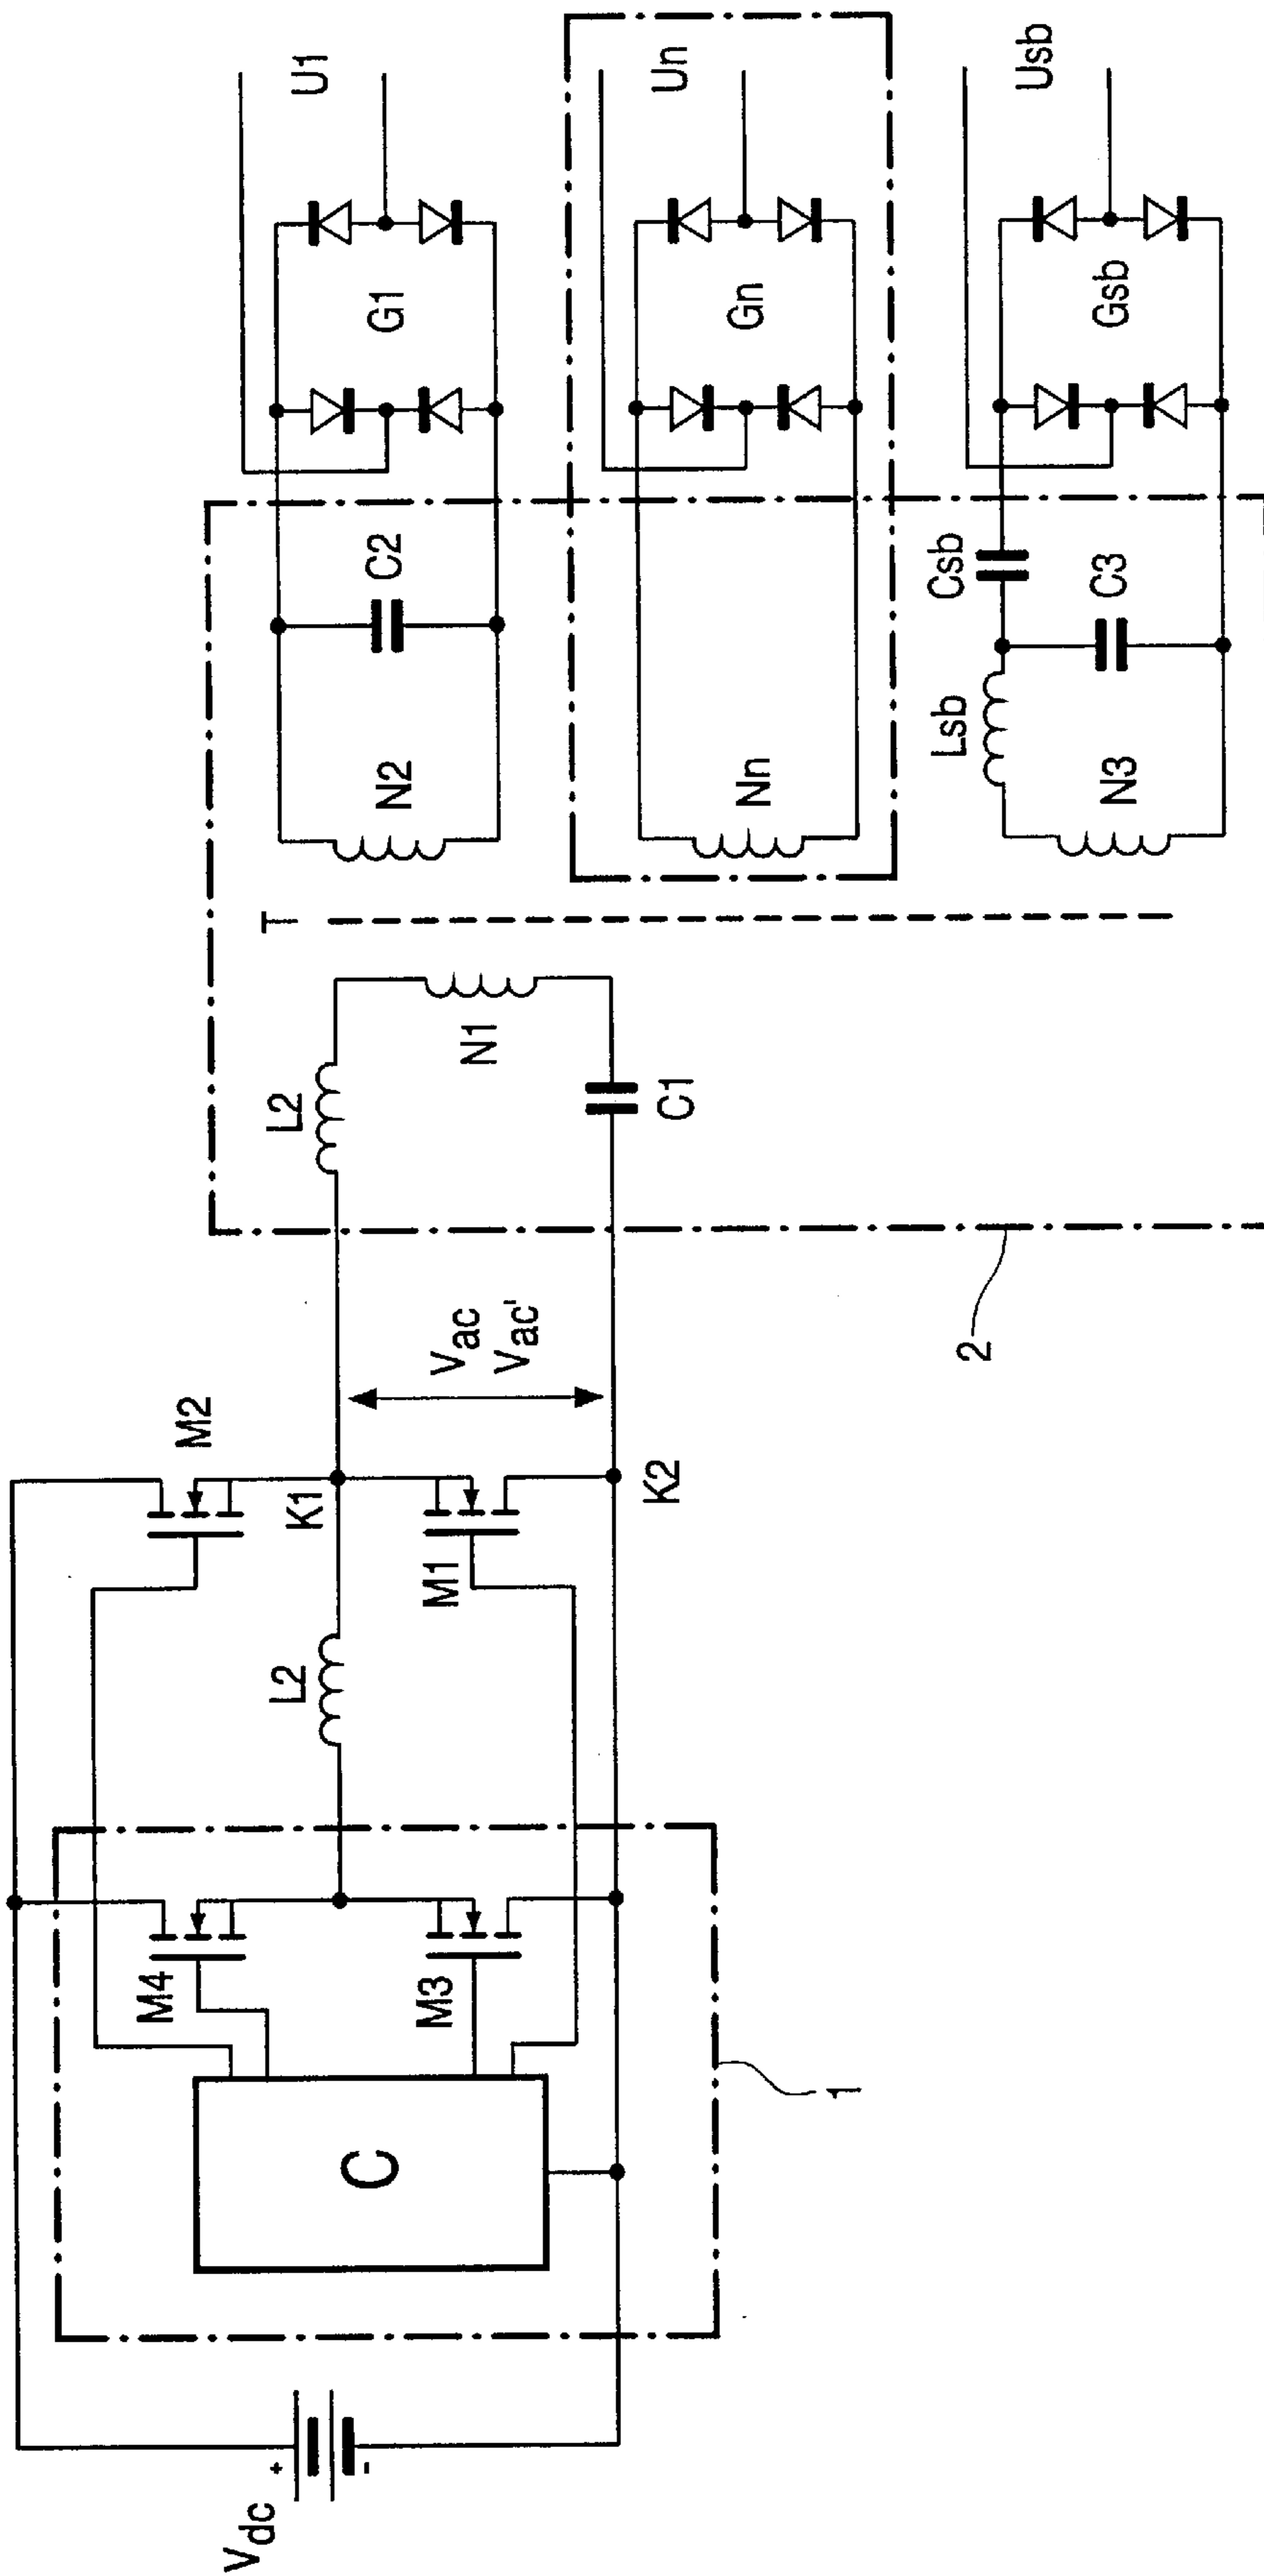 Vdc
+
-
C
M4
M3
1
L2
M2
K1
M1
K2
Vac
Vac'
2
L2
N1
C1
T
N2
C2
G1
U1
Nn
Gn
Un
Lsb
N3
C3
Csb
Gsb
Usb